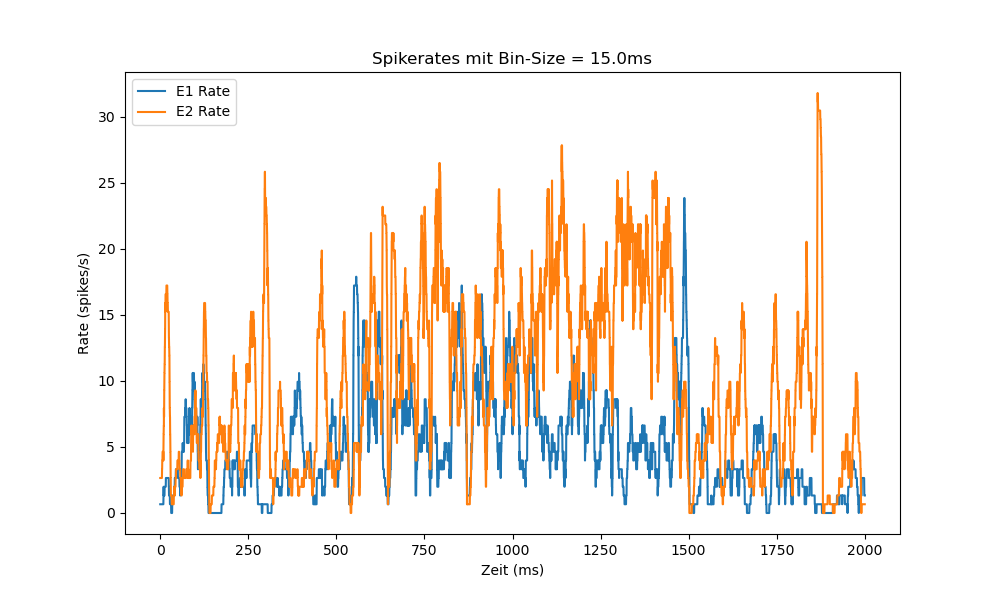 Spikerates mit Bin-Size = 15.0ms
E1 Rate
E2 Rate
Rate (spikes/s)
30
25
20
15
10
5
0
0 250 500 750 1000 1250 1500 1750 2000
Zeit (ms)